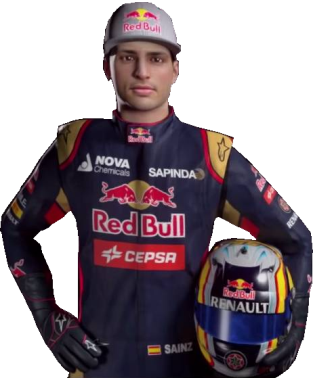 Red Bull
Red Bull
NOVA
Chemicals
SAPINDA
Red Bull
CEPSA
Red Bull
RENAULT
SAINZ